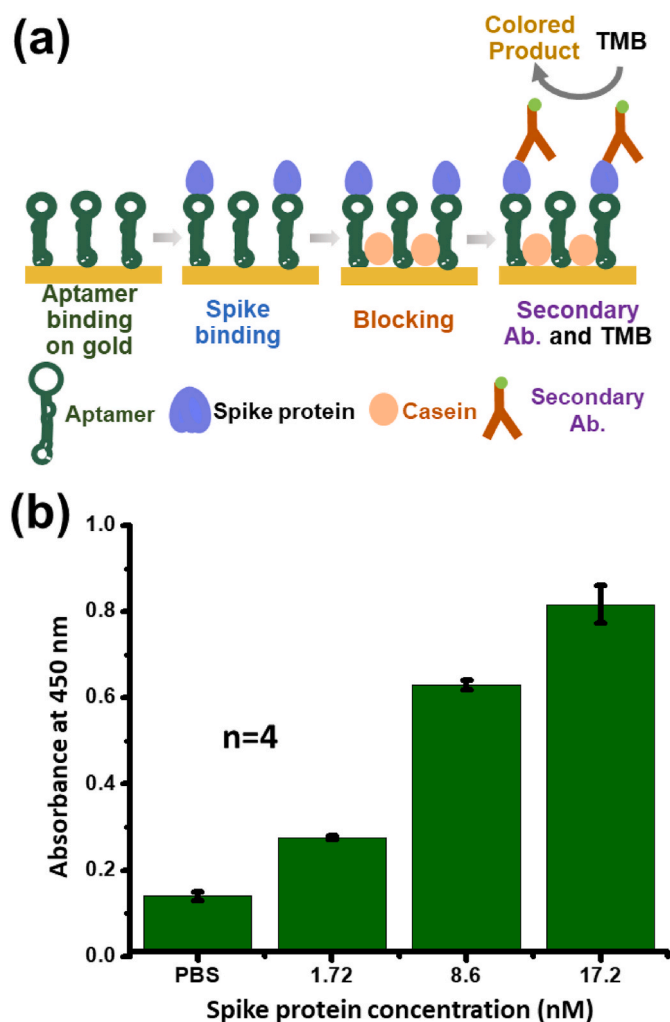 (a)
Colored
Product
TMB
Aptamer
binding
on gold
Spike
binding
Blocking
Secondary
Ab. and TMB
Aptamer
Spike protein
Casein
Secondary
Ab.
(b)
1.0
0.8
0.6
0.4
0.2
0.0
Absorbance at 450 nm
n=4
PBS
1.72
8.6
17.2
Spike protein concentration (nM)